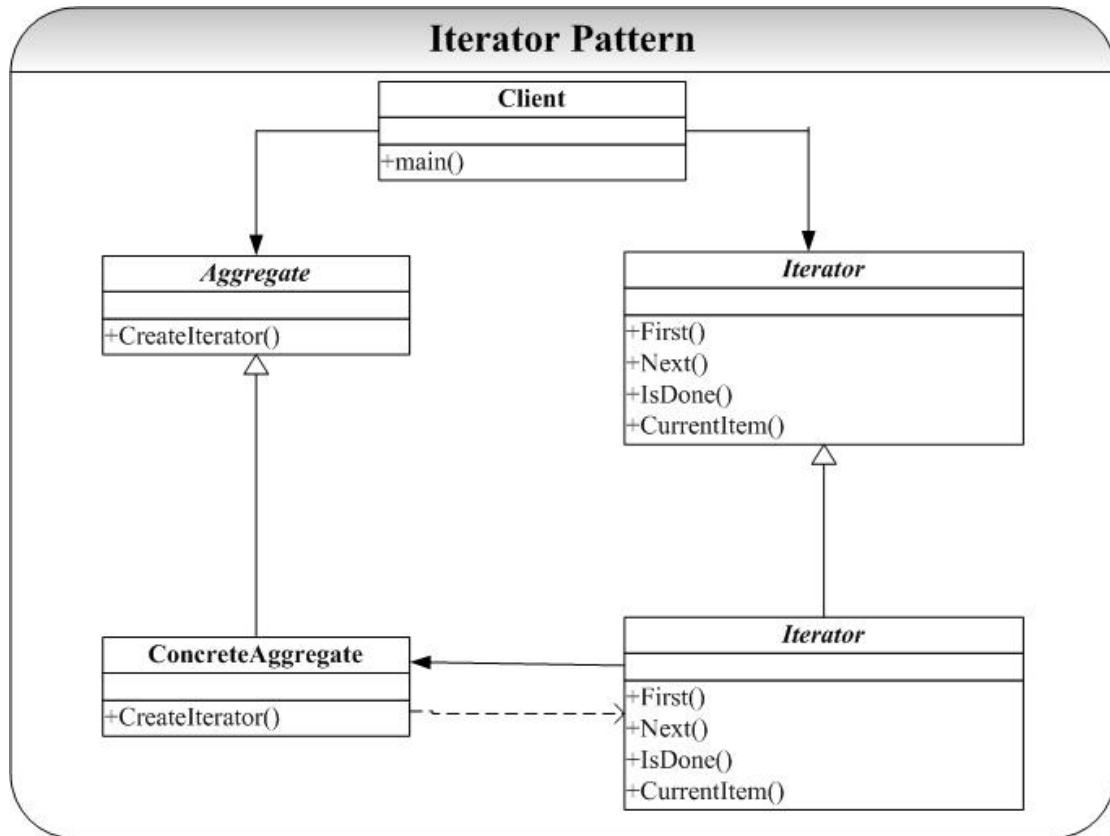 Iterator Pattern
Client
+main()
Aggregate
+CreateIterator()
Iterator
+First()
+Next()
+IsDone()
+CurrentItem()
ConcreteAggregate
+CreateIterator()
Iterator
+First()
+Next()
+IsDone()
+CurrentItem()